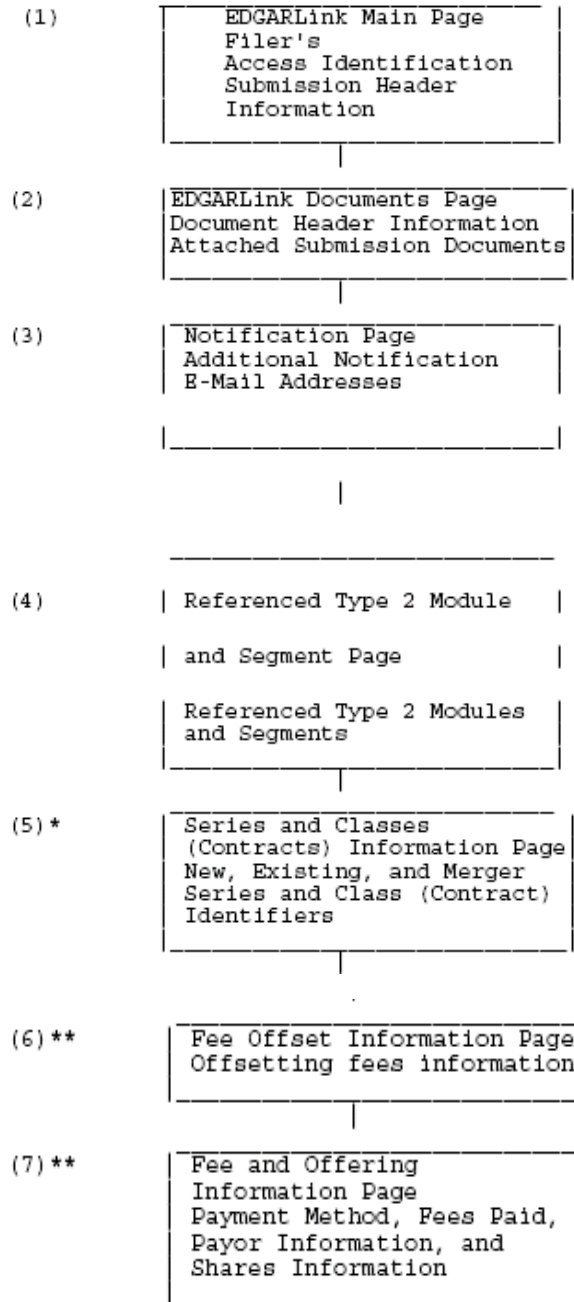 (1) EDGARLink Main Page
Filer's
Access Identification
Submission Header
Information
(2) EDGARLink Documents Page
Document Header Information
Attached Submission Documents
(3) Notification Page
Additional Notification
E-Mail Addresses
(4) Referenced Type 2 Module
and Segment Page
Referenced Type 2 Modules
and Segments
(5)* Series and Classes
(Contracts) Information Page
New, Existing, and Merger
Series and Class (Contract)
Identifiers
(6)** Fee Offset Information Page
Offsetting fees information
(7)** Fee and Offering
Information Page
Payment Method, Fees Paid,
Payor Information, and
Shares Information